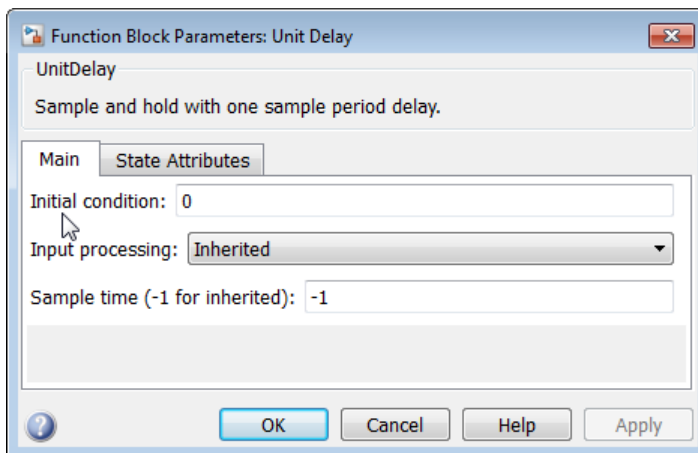 Function Block Parameters: Unit Delay
UnitDelay
Sample and hold with one sample period delay.
Main State Attributes
Initial condition: 0
Input processing: Inherited
Sample time (-1 for inherited): -1
? OK Cancel Help Apply